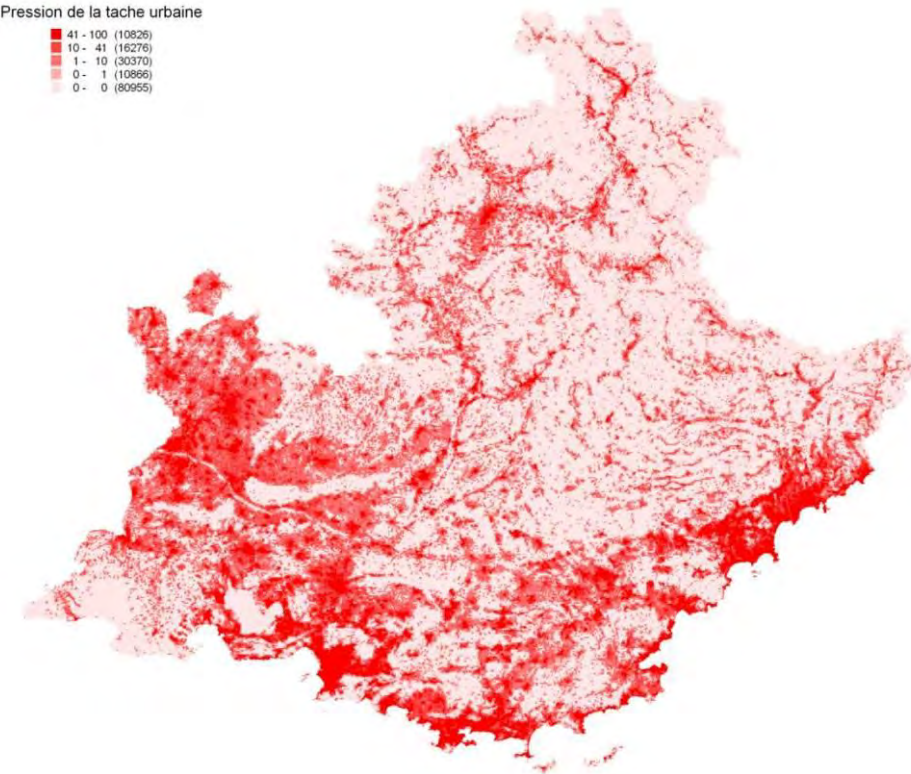 Pression de la tache urbaine
41 - 100 (10826)
10 - 41 (16276)
1 - 10 (30370)
0 - 1 (10866)
0 - 0 (80955)